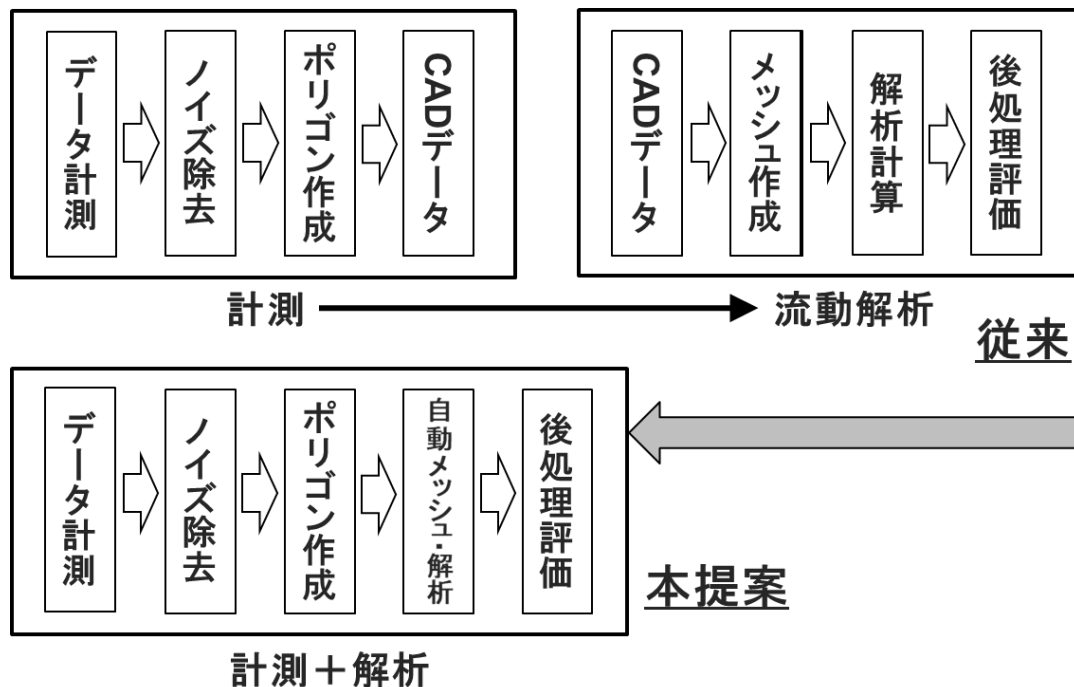 データ計測
ノイズ除去
ポリゴン作成
CADデータ
CADデータ
メッシュ作成
解析計算
後処理評価
計測
流動解析
従来
データ計測
ノイズ除去
ポリゴン作成
自動メッシュ・解析
後処理評価
本提案
計測＋解析